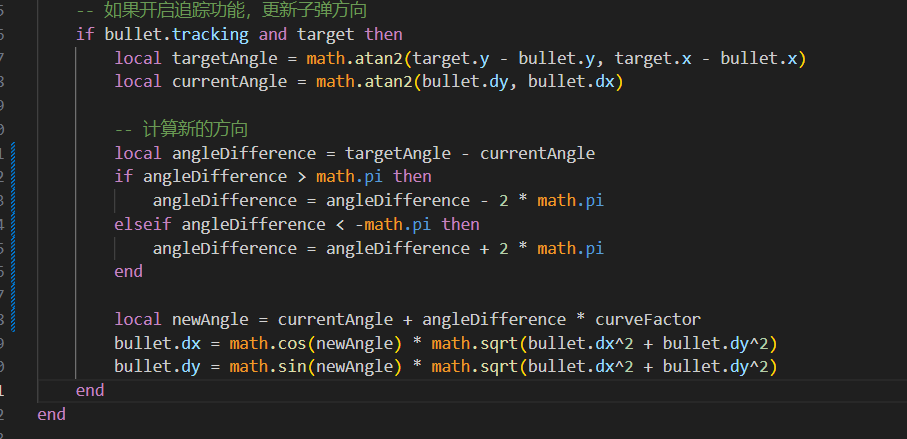 -- 如果开启追踪功能，更新子弹方向
if bullet.tracking and target then
local targetAngle = math.atan2(target.y - bullet.y, target.x - bullet.x)
local currentAngle = math.atan2(bullet.dy, bullet.dx)
-- 计算新的方向
local angleDifference = targetAngle - currentAngle
if angleDifference > math.pi then
angleDifference = angleDifference - 2 * math.pi
elseif angleDifference < -math.pi then
angleDifference = angleDifference + 2 * math.pi
end
local newAngle = currentAngle + angleDifference * curveFactor
bullet.dx = math.cos(newAngle) * math.sqrt(bullet.dx^2 + bullet.dy^2)
bullet.dy = math.sin(newAngle) * math.sqrt(bullet.dx^2 + bullet.dy^2)
end
end